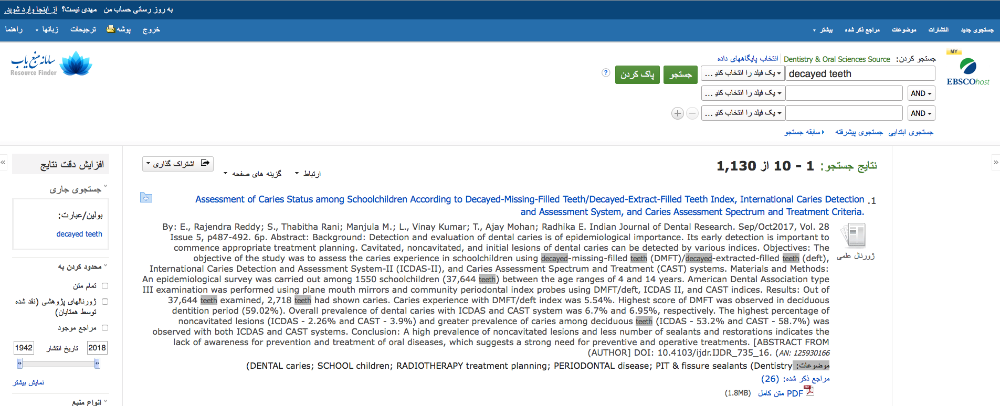 به روز رسانی حساب من   مهدی نیست؟   از اینجا وارد شوید.
جستجوی جدید   انتشارات   موضوعات   مراجع ذکر شده   بیشتر
خروج   پوشه   ترجیحات   زبانها   راهنما
MY
EBSCOhost
جستجو کردن: Dentistry & Oral Sciences Source | انتخاب پایگاههای داده
decayed teeth   یک فیلد را انتخاب کنی ...   جستجو   پاک کردن   ?
AND   یک فیلد را انتخاب کنی ...
AND   یک فیلد را انتخاب کنی ...
جستجوی ابتدایی   جستجوی پیشرفته   سابقه جستجو
سامانه منبع یاب
Resource Finder
نتایج جستجو: 1 - 10 از 1,130
ارتباط   گزینه های صفحه   اشتراک گذاری
1. Assessment of Caries Status among Schoolchildren According to Decayed-Missing-Filled Teeth/Decayed-Extract-Filled Teeth Index, International Caries Detection
and Assessment System, and Caries Assessment Spectrum and Treatment Criteria.
ژورنال علمی
By: E., Rajendra Reddy; S., Thabitha Rani; Manjula M.; L., Vinay Kumar; T., Ajay Mohan; Radhika E. Indian Journal of Dental Research. Sep/Oct2017, Vol. 28
Issue 5, p487-492. 6p. Abstract: Background: Detection and evaluation of dental caries is of epidemiological importance. Its early detection is important to
commence appropriate treatment planning. Cavitated, noncavitated, and initial lesions of dental caries can be detected by various indices. Objectives: The
objective of the study was to assess the caries experience in schoolchildren using decayed-missing-filled teeth (DMFT)/decayed-extracted-filled teeth (deft),
International Caries Detection and Assessment System-II (ICDAS-II), and Caries Assessment Spectrum and Treatment (CAST) systems. Materials and Methods:
An epidemiological survey was carried out among 1550 schoolchildren (37,644 teeth) between the age ranges of 4 and 14 years. American Dental Association type
III examination was performed using plane mouth mirrors and community periodontal index probes using DMFT/deft, ICDAS II, and CAST indices. Results: Out of
37,644 teeth examined, 2,718 teeth had shown caries. Caries experience with DMFT/deft index was 5.54%. Highest score of DMFT was observed in deciduous
dentition period (59.02%). Overall prevalence of dental caries with ICDAS and CAST system was 6.7% and 6.95%, respectively. The highest percentage of
noncavitated lesions (ICDAS - 2.26% and CAST - 3.9%) and greater prevalence of caries among deciduous teeth (ICDAS - 53.2% and CAST - 58.7%) was
observed with both ICDAS and CAST systems. Conclusion: A high prevalence of noncavitated lesions and less number of sealants and restorations indicates the
lack of awareness for prevention and treatment of oral diseases, which suggests a strong need for preventive and operative treatments. [ABSTRACT FROM
(AUTHOR] DOI: 10.4103/ijdr.IJDR_735_16. (AN: 125930166
موضوعات: (DENTAL caries; SCHOOL children; RADIOTHERAPY treatment planning; PERIODONTAL disease; PIT & fissure sealants (Dentistry
مراجع ذکر شده: (26)
PDF متن کامل (1.8MB)
افزایش دقت نتایج
جستجوی جاری
بولین/عبارت:
decayed teeth
محدود کردن به
تمام متن
ژورنالهای پژوهشی (نقد شده
توسط همتایان)
مراجع موجود
2018   تاریخ انتشار   1942
نمایش بیشتر
انواع منبع